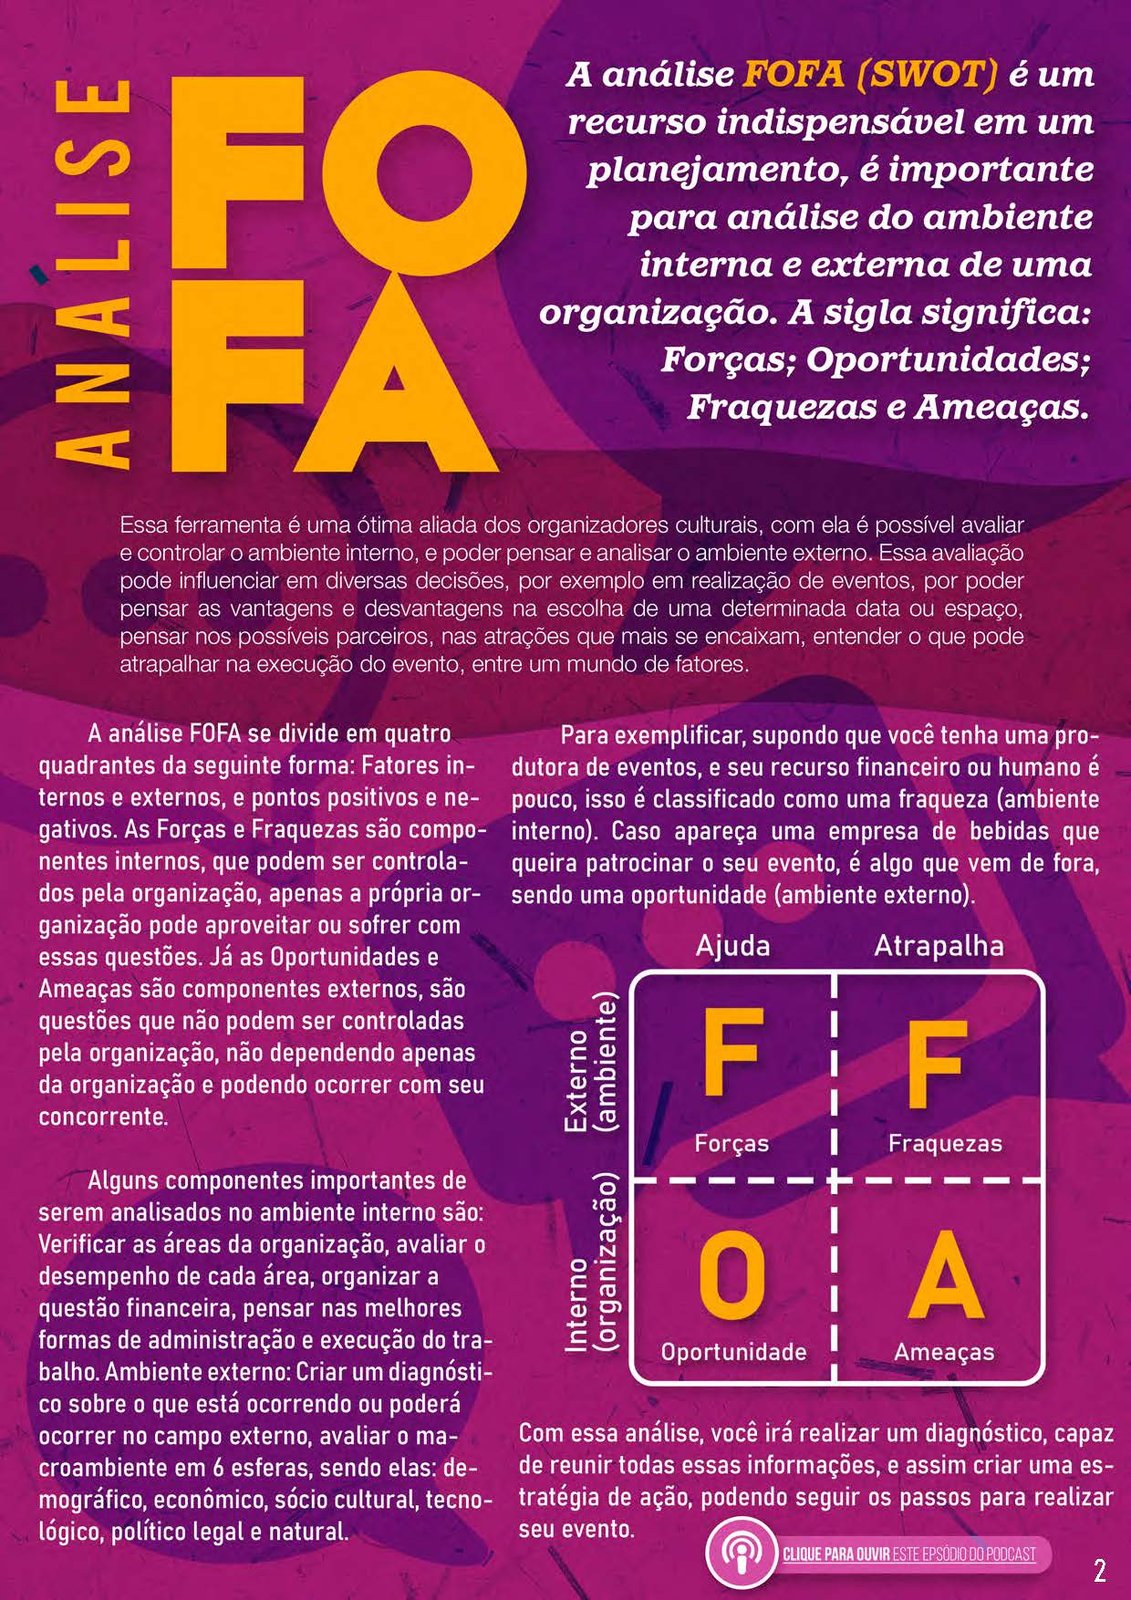 ANÁLISE
FO
FA
A análise FOFA (SWOT) é um
recurso indispensável em um
planejamento, é importante
para análise do ambiente
interna e externa de uma
organização. A sigla significa:
Forças; Oportunidades;
Fraquezas e Ameaças.
Essa ferramenta é uma ótima aliada dos organizadores culturais, com ela é possível avaliar
e controlar o ambiente interno, e poder pensar e analisar o ambiente externo. Essa avaliação
pode influenciar em diversas decisões, por exemplo em realização de eventos, por poder
pensar as vantagens e desvantagens na escolha de uma determinada data ou espaço,
pensar nos possíveis parceiros, nas atrações que mais se encaixam, entender o que pode
atrapalhar na execução do evento, entre um mundo de fatores.
A análise FOFA se divide em quatro
quadrantes da seguinte forma: Fatores in-
ternos e externos, e pontos positivos e ne-
gativos. As Forças e Fraquezas são compo-
nentes internos, que podem ser controla-
dos pela organização, apenas a própria or-
ganização pode aproveitar ou sofrer com
essas questões. Já as Oportunidades e
Ameaças são componentes externos, são
questões que não podem ser controladas
pela organização, não dependendo apenas
da organização e podendo ocorrer com seu
concorrente.
Alguns componentes importantes de
serem analisados no ambiente interno são:
Verificar as áreas da organização, avaliar o
desempenho de cada área, organizar a
questão financeira, pensar nas melhores
formas de administração e execução do tra-
balho. Ambiente externo: Criar um diagnósti-
co sobre o que está ocorrendo ou poderá
ocorrer no campo externo, avaliar o ma-
croambiente em 6 esferas, sendo elas: de-
mográfico, econômico, sócio cultural, tecno-
lógico, político legal e natural.
Para exemplificar, supondo que você tenha uma pro-
dutora de eventos, e seu recurso financeiro ou humano é
pouco, isso é classificado como uma fraqueza (ambiente
interno). Caso apareça uma empresa de bebidas que
queira patrocinar o seu evento, é algo que vem de fora,
sendo uma oportunidade (ambiente externo).
Ajuda Atrapalha
Externo
(ambiente)
F F
Forças Fraquezas
Interno
(organização)
O A
Oportunidade Ameaças
Com essa análise, você irá realizar um diagnóstico, capaz
de reunir todas essas informações, e assim criar uma es-
tratégia de ação, podendo seguir os passos para realizar
seu evento.
CLIQUE PARA OUVIR ESTE EPSÓDIO DO PODCAST
2